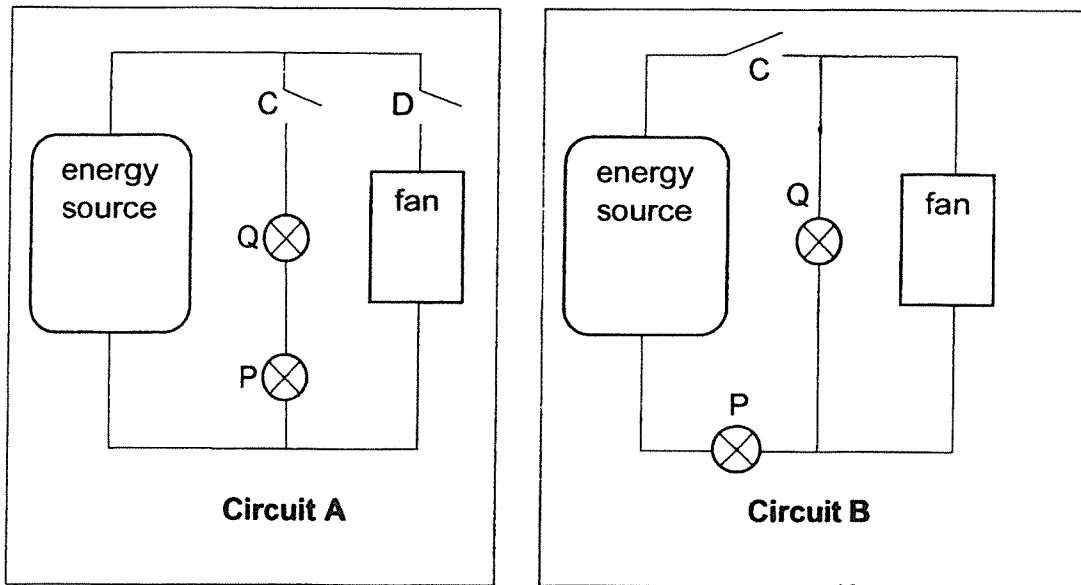 C
D
energy
source
fan
Q
P
Circuit A
C
energy
source
Q
fan
P
Circuit B